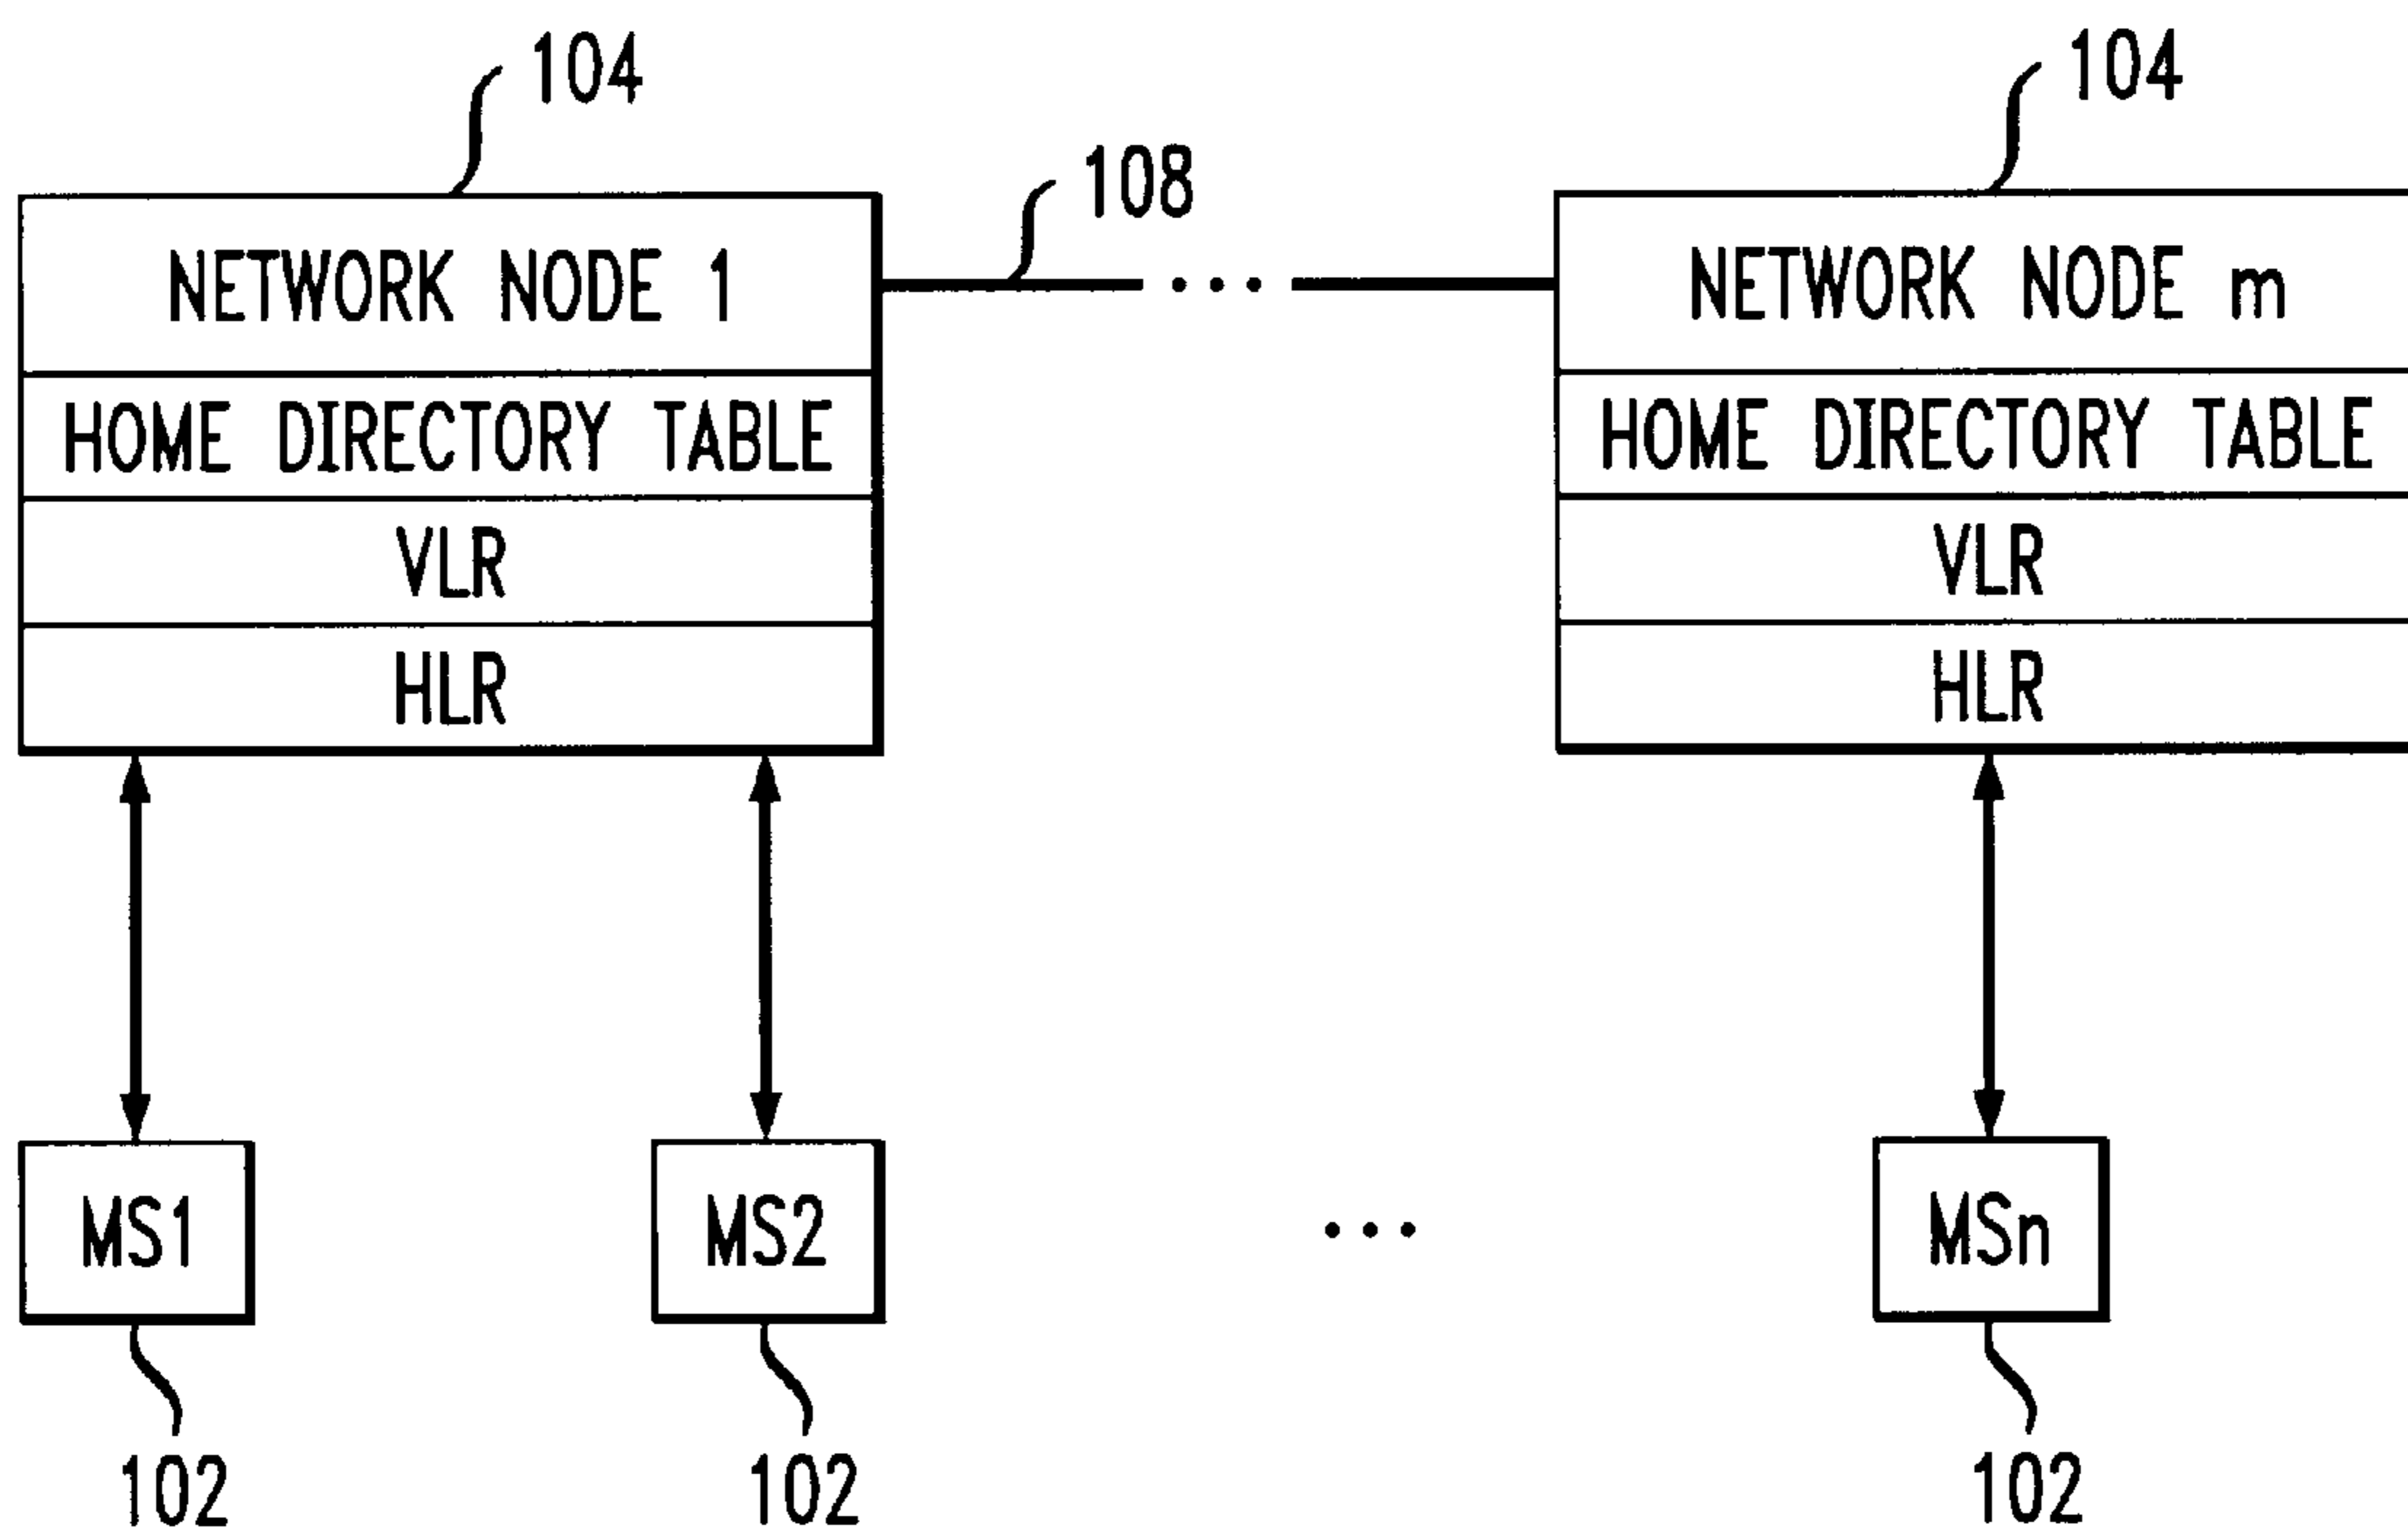 104
104
108
NETWORK NODE 1
• • •
NETWORK NODE m
HOME DIRECTORY TABLE
HOME DIRECTORY TABLE
VLR
VLR
HLR
HLR
MS1
MS2
• • •
MSn
102
102
102